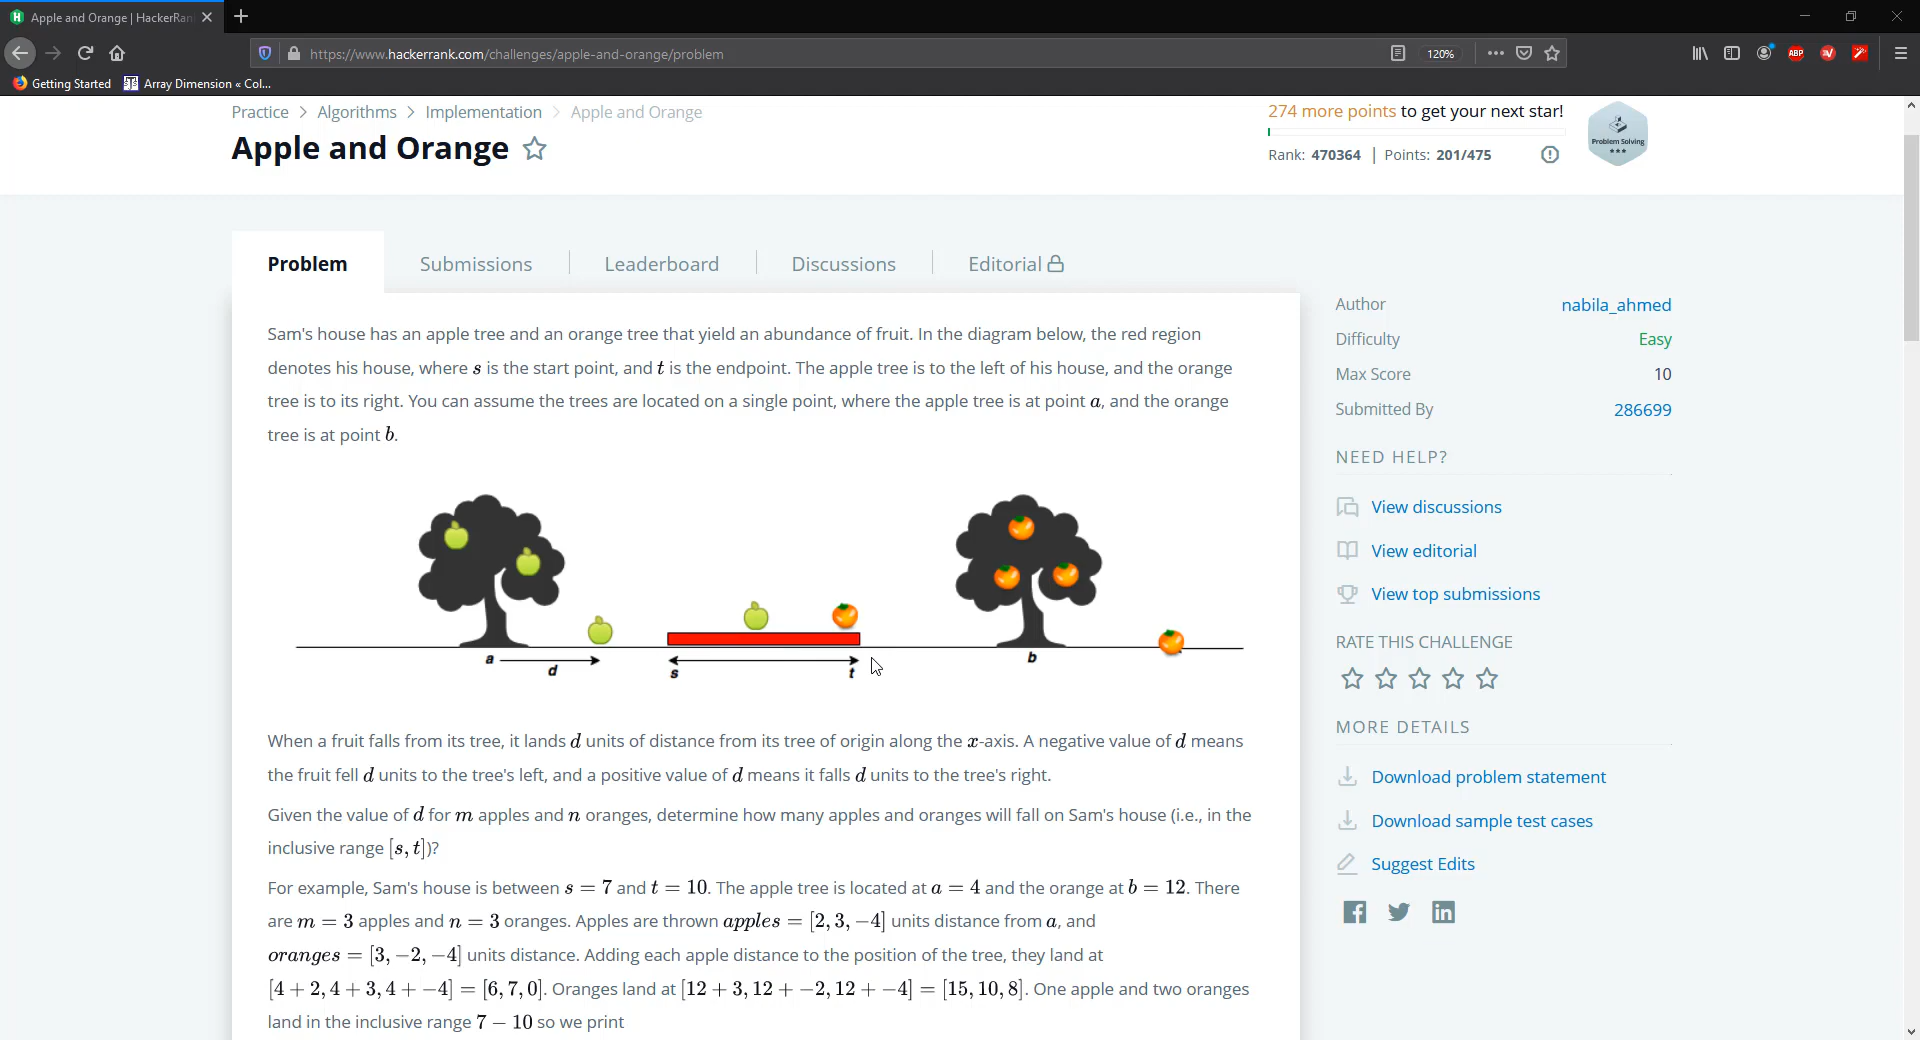 Apple and Orange | HackerRan
https://www.hackerrank.com/challenges/apple-and-orange/problem
120%
ABP
Getting Started
Array Dimension « Col...
Practice > Algorithms > Implementation > Apple and Orange
Apple and Orange
274 more points to get your next star!
Rank: 470364 | Points: 201/475
Problem Solving
Problem
Submissions
Leaderboard
Discussions
Editorial
Sam's house has an apple tree and an orange tree that yield an abundance of fruit. In the diagram below, the red region
denotes his house, where s is the start point, and t is the endpoint. The apple tree is to the left of his house, and the orange
tree is to its right. You can assume the trees are located on a single point, where the apple tree is at point a, and the orange
tree is at point b.
a
d
s
t
b
When a fruit falls from its tree, it lands d units of distance from its tree of origin along the x-axis. A negative value of d means
the fruit fell d units to the tree's left, and a positive value of d means it falls d units to the tree's right.
Given the value of d for m apples and n oranges, determine how many apples and oranges will fall on Sam's house (i.e., in the
inclusive range [s, t])?
For example, Sam's house is between s = 7 and t = 10. The apple tree is located at a = 4 and the orange at b = 12. There
are m = 3 apples and n = 3 oranges. Apples are thrown apples = [2, 3, −4] units distance from a, and
oranges = [3, −2, −4] units distance. Adding each apple distance to the position of the tree, they land at
[4 + 2, 4 + 3, 4 + −4] = [6, 7, 0]. Oranges land at [12 + 3, 12 + −2, 12 + −4] = [15, 10, 8]. One apple and two oranges
land in the inclusive range 7 − 10 so we print
Author
nabila_ahmed
Difficulty
Easy
Max Score
10
Submitted By
286699
NEED HELP?
View discussions
View editorial
View top submissions
RATE THIS CHALLENGE
MORE DETAILS
Download problem statement
Download sample test cases
Suggest Edits